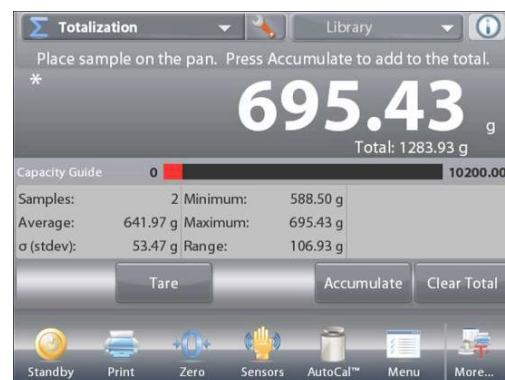 Σ Totalization Library
Place sample on the pan. Press Accumulate to add to the total.
*
695.43 g
Total: 1283.93 g
Capacity Guide 0 10200.00
Samples: 2 Minimum: 588.50 g
Average: 641.97 g Maximum: 695.43 g
σ (stdev): 53.47 g Range: 106.93 g
Tare Accumulate Clear Total
Standby Print Zero Sensors AutoCal™ Menu More...